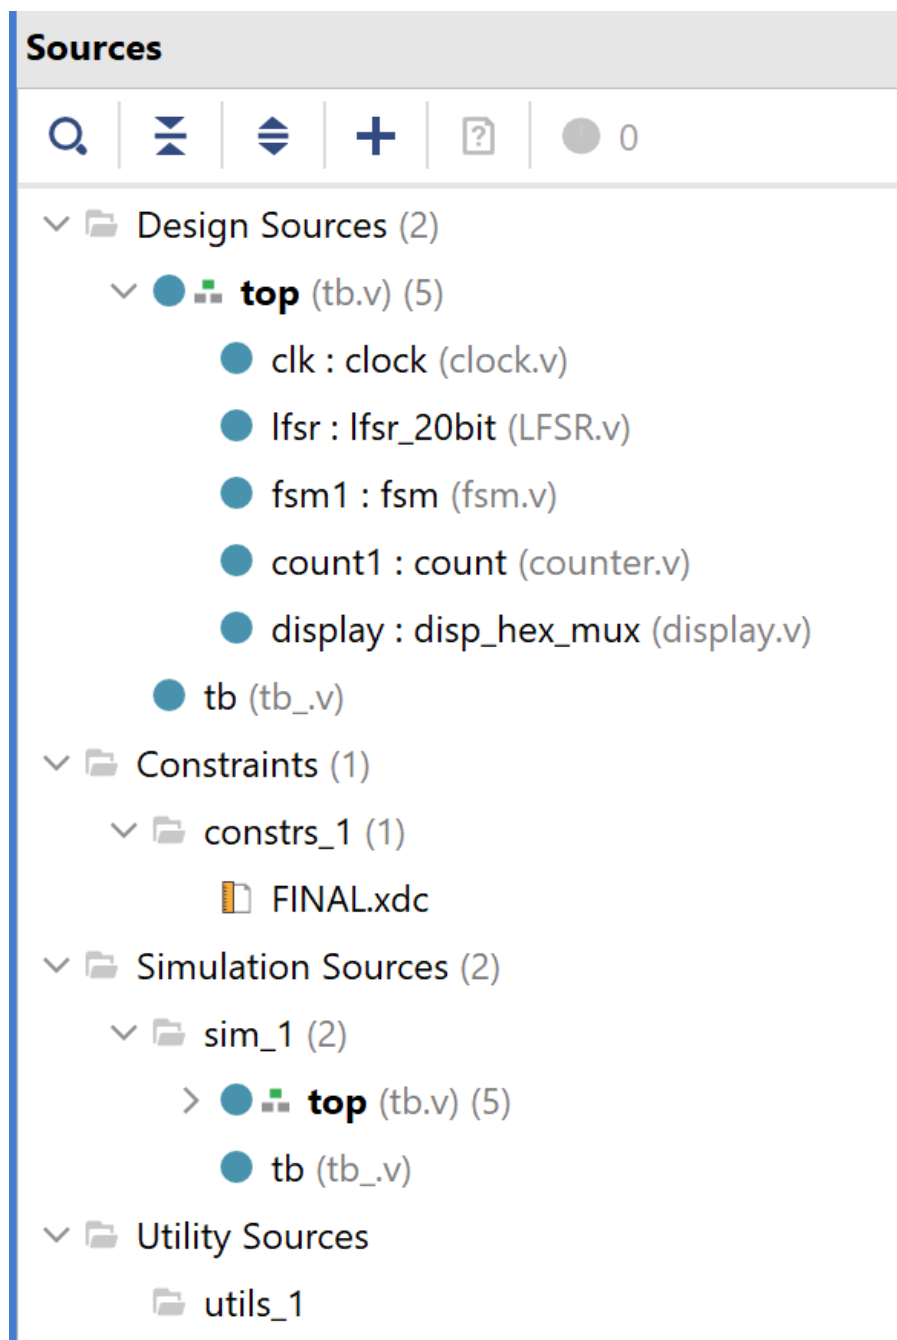 Sources
0
Design Sources (2)
top (tb.v) (5)
clk : clock (clock.v)
lfsr : lfsr_20bit (LFSR.v)
fsm1 : fsm (fsm.v)
count1 : count (counter.v)
display : disp_hex_mux (display.v)
tb (tb_.v)
Constraints (1)
constrs_1 (1)
FINAL.xdc
Simulation Sources (2)
sim_1 (2)
top (tb.v) (5)
tb (tb_.v)
Utility Sources
utils_1